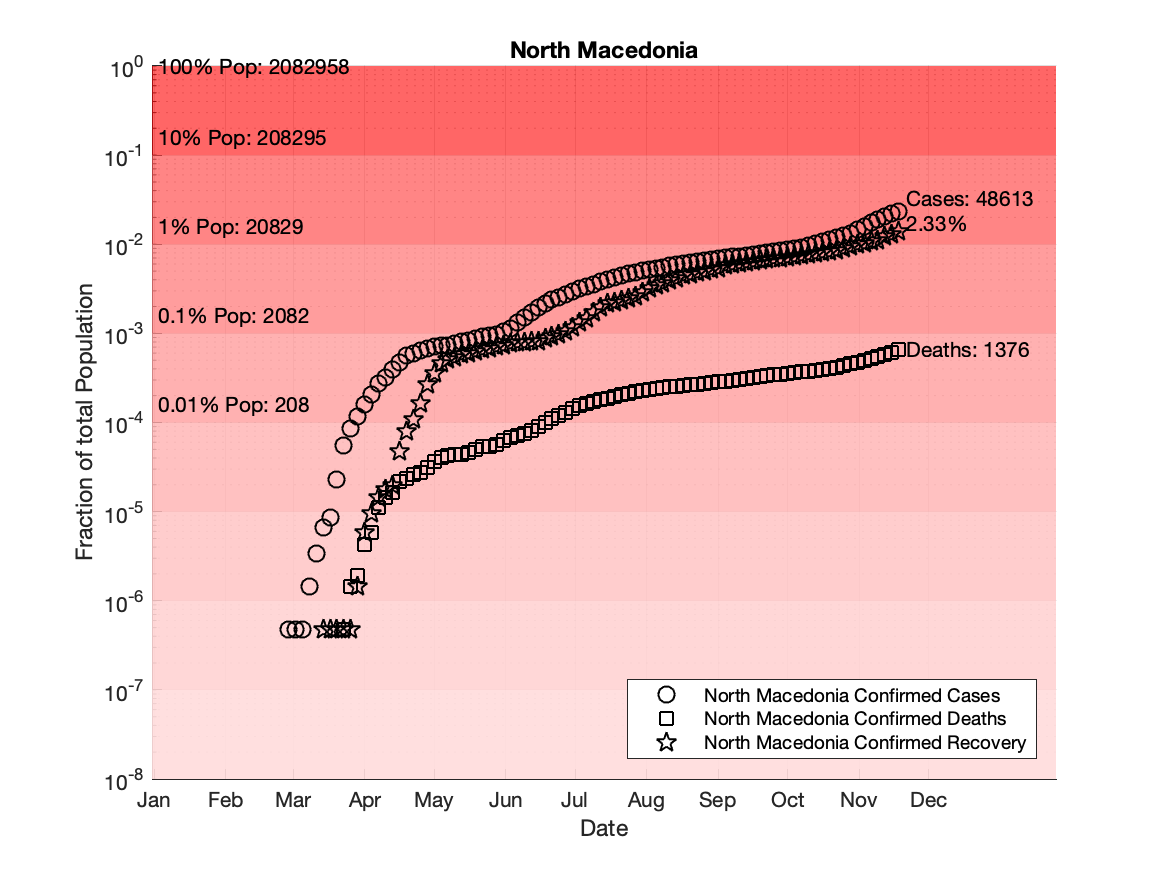 North Macedonia
10^0
100% Pop: 2082958
10% Pop: 208295
10^-1
1% Pop: 20829
10^-2
0.1% Pop: 2082
10^-3
0.01% Pop: 208
10^-4
10^-5
10^-6
10^-7
10^-8
Fraction of total Population
Cases: 48613
2.33%
Deaths: 1376
North Macedonia Confirmed Cases
North Macedonia Confirmed Deaths
North Macedonia Confirmed Recovery
Jan Feb Mar Apr May Jun Jul Aug Sep Oct Nov Dec
Date